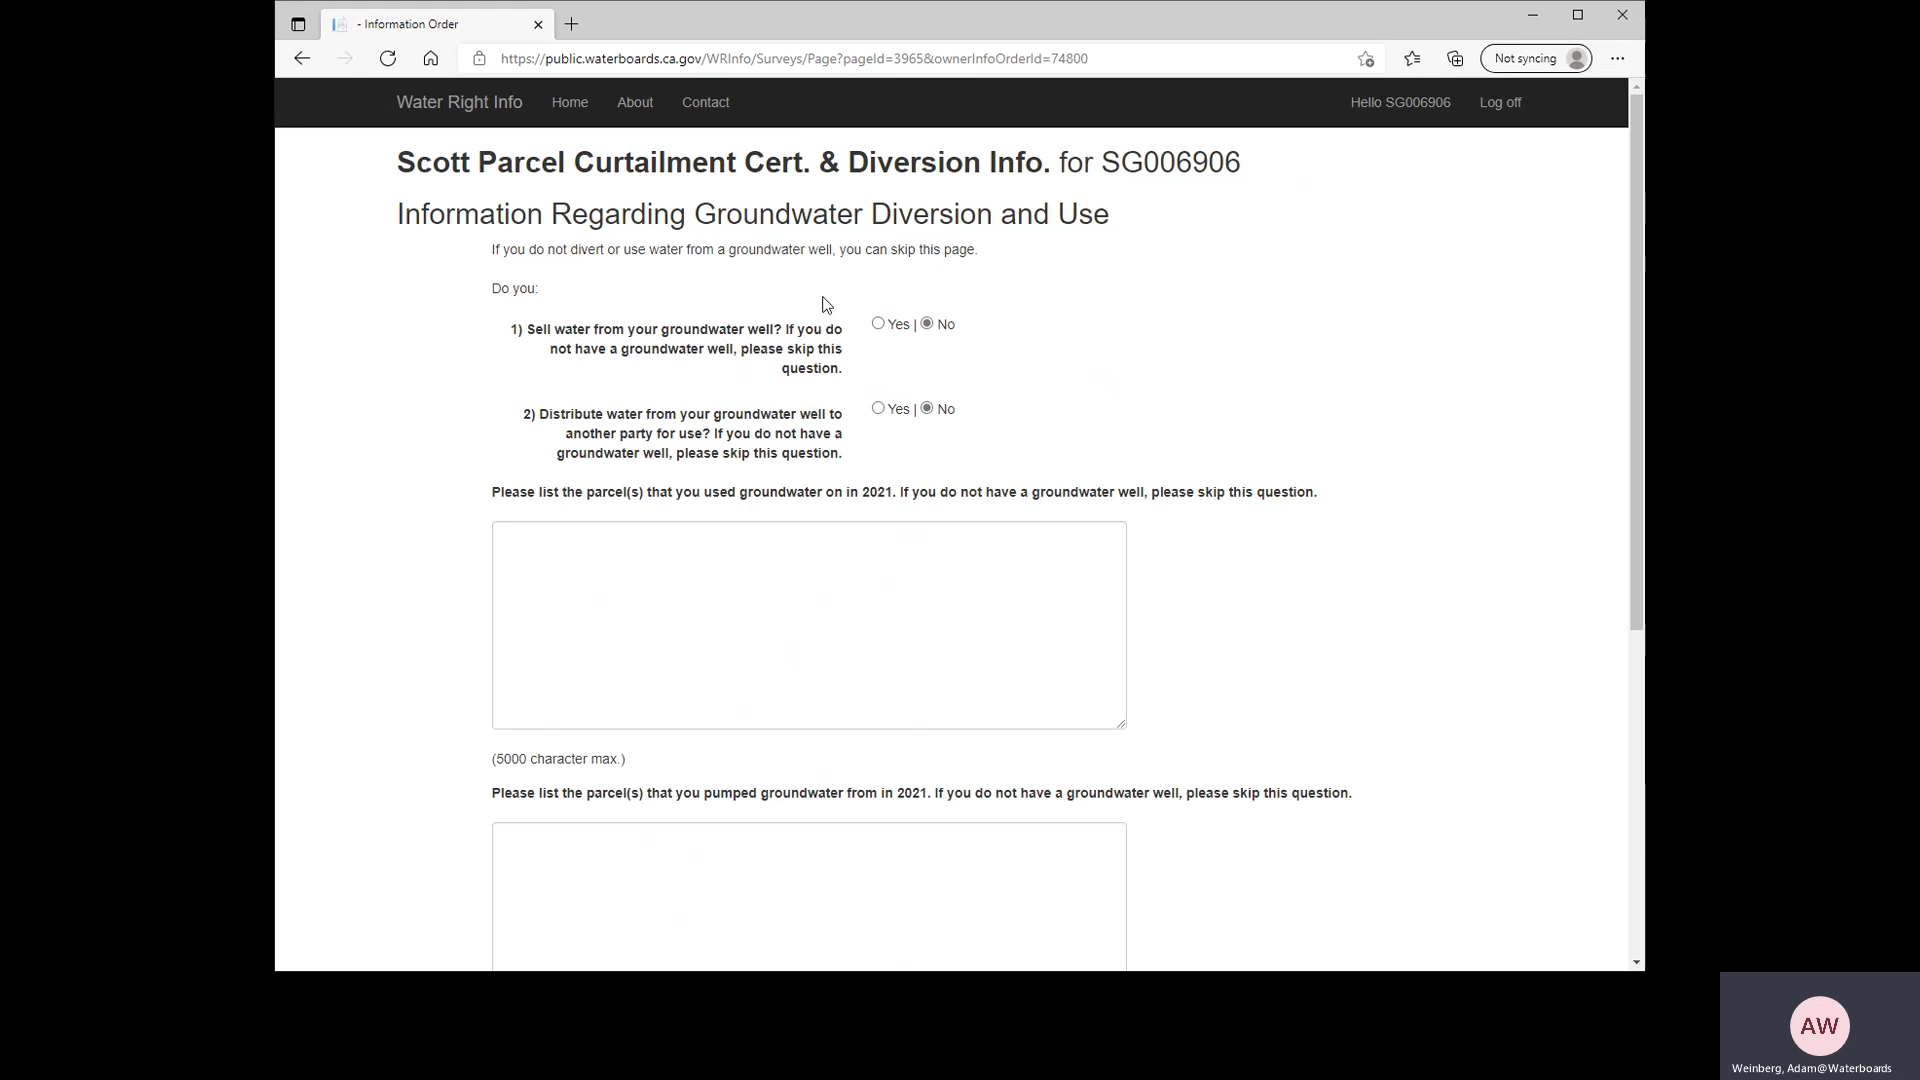 - Information Order
https://public.waterboards.ca.gov/WRInfo/Surveys/Page?pageId=3965&ownerInfoOrderId=74800
Not syncing
Water Right Info Home About Contact Hello SG006906 Log off
Scott Parcel Curtailment Cert. & Diversion Info. for SG006906
Information Regarding Groundwater Diversion and Use
If you do not divert or use water from a groundwater well, you can skip this page.
Do you:
1) Sell water from your groundwater well? If you do
not have a groundwater well, please skip this
question.
Yes | No
2) Distribute water from your groundwater well to
another party for use? If you do not have a
groundwater well, please skip this question.
Yes | No
Please list the parcel(s) that you used groundwater on in 2021. If you do not have a groundwater well, please skip this question.
(5000 character max.)
Please list the parcel(s) that you pumped groundwater from in 2021. If you do not have a groundwater well, please skip this question.
AW
Weinberg, Adam@Waterboards